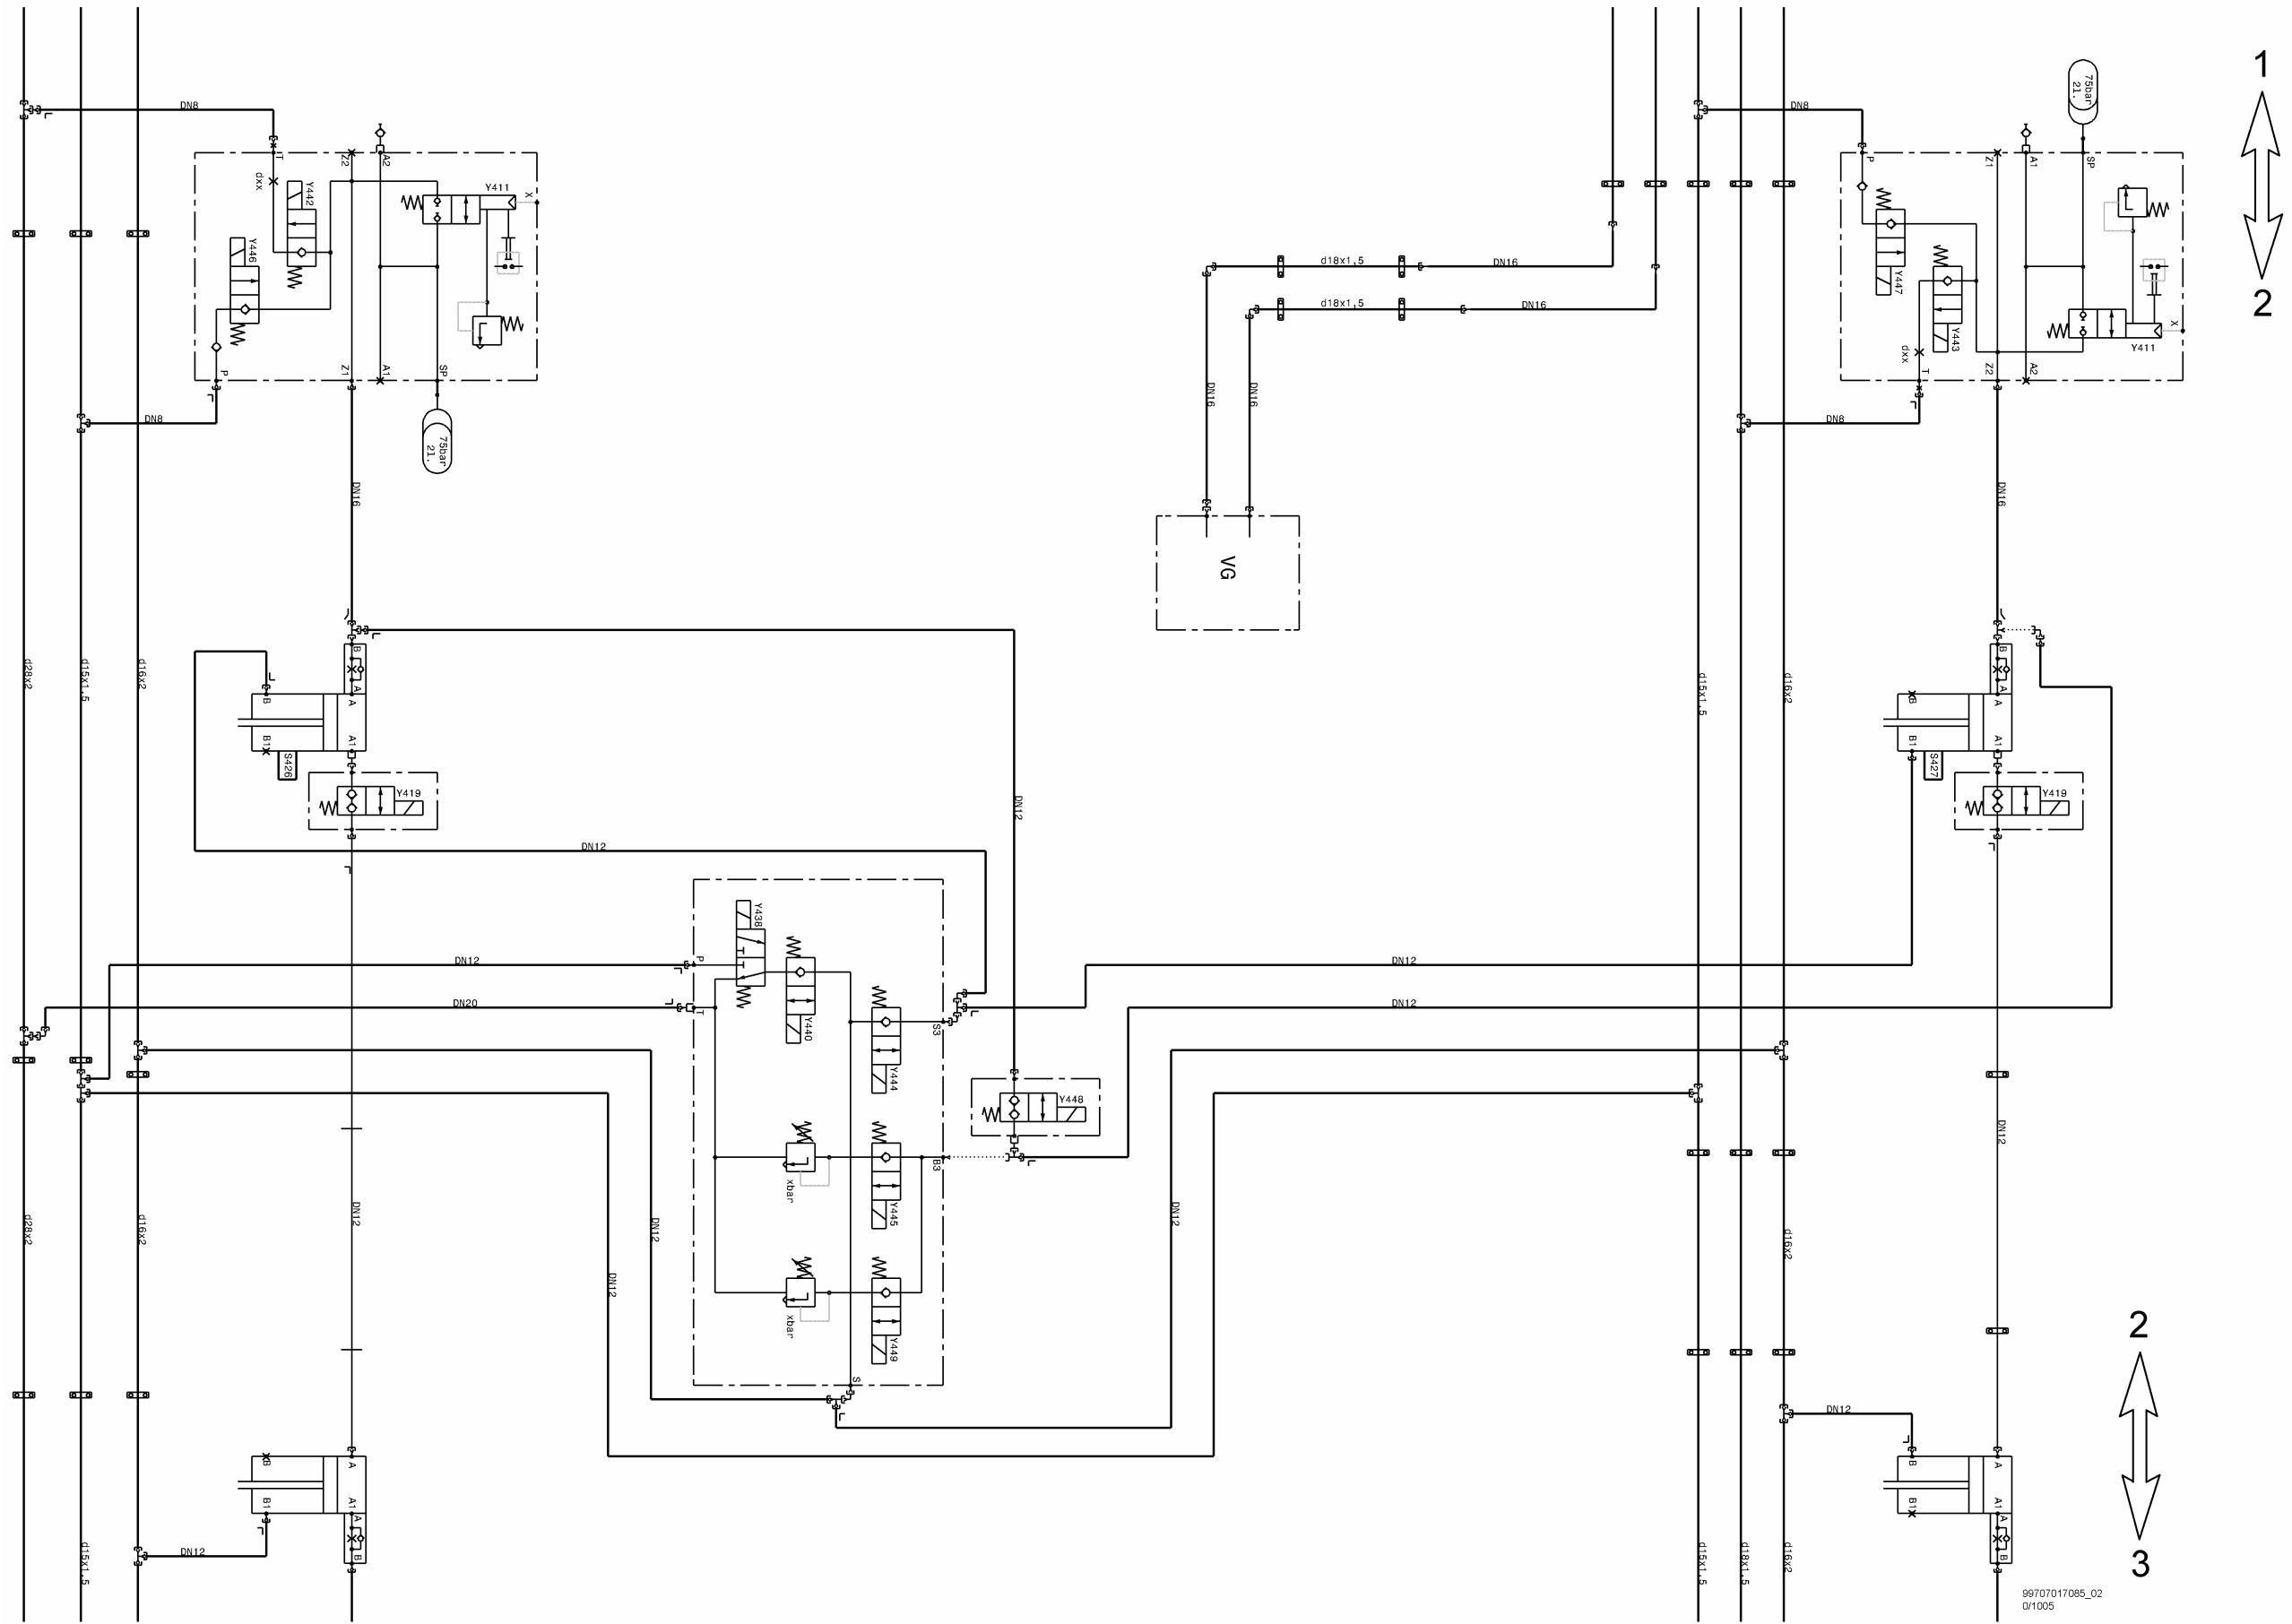 1
2
DN8
T
Z2
A2
dxx
Y442
Y411
X
Y446
P
Z1
A1
SP
75bar
2l.
DN8
DN16
d18x1,5
DN16
d18x1,5
DN16
DN16
DN16
VG
75bar
2l.
DN8
P
Z1
A1
SP
Y447
Y443
dxx
T
Z2
A2
X
Y411
DN8
DN16
d28x2
d15x1,5
d16x2
B
A
B
A
B1
A1
S426
Y419
DN12
DN12
d15x1,5
d16x2
B
A
B
A
B1
A1
S427
Y419
DN12
P
DN20
T
Y438
Y440
S3
Y444
DN12
DN12
Y448
B3
xbar
Y445
xbar
Y449
S
DN12
DN12
DN12
DN12
DN12
d28x2
d16x2
d16x2
2
3
DN12
B
A
B1
A1
A
B
DN12
d15x1,5
B
A
B1
A1
A
B
d15x1,5
d18x1,5
d16x2
99707017085_02
0/1005